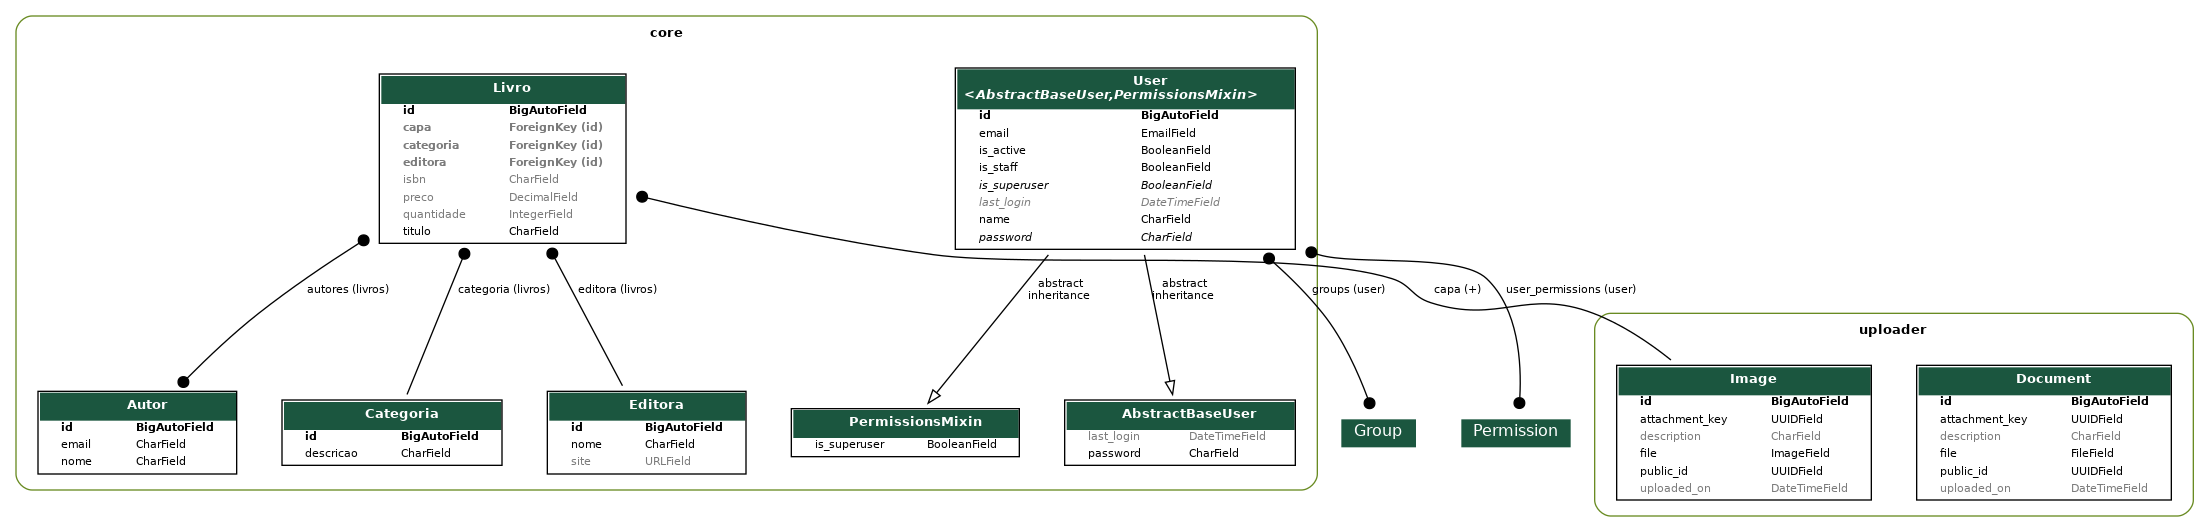 core
Livro
id BigAutoField
capa ForeignKey (id)
categoria ForeignKey (id)
editora ForeignKey (id)
isbn CharField
preco DecimalField
quantidade IntegerField
titulo CharField
User
<AbstractBaseUser,PermissionsMixin>
id BigAutoField
email EmailField
is_active BooleanField
is_staff BooleanField
is_superuser BooleanField
last_login DateTimeField
name CharField
password CharField
autores (livros)
categoria (livros)
editora (livros)
abstract
inheritance
abstract
inheritance
groups (user)
capa (+)
user_permissions (user)
Autor
id BigAutoField
email CharField
nome CharField
Categoria
id BigAutoField
descricao CharField
Editora
id BigAutoField
nome CharField
site URLField
PermissionsMixin
is_superuser BooleanField
AbstractBaseUser
last_login DateTimeField
password CharField
Group
Permission
uploader
Image
id BigAutoField
attachment_key UUIDField
description CharField
file ImageField
public_id UUIDField
uploaded_on DateTimeField
Document
id BigAutoField
attachment_key UUIDField
description CharField
file FileField
public_id UUIDField
uploaded_on DateTimeField